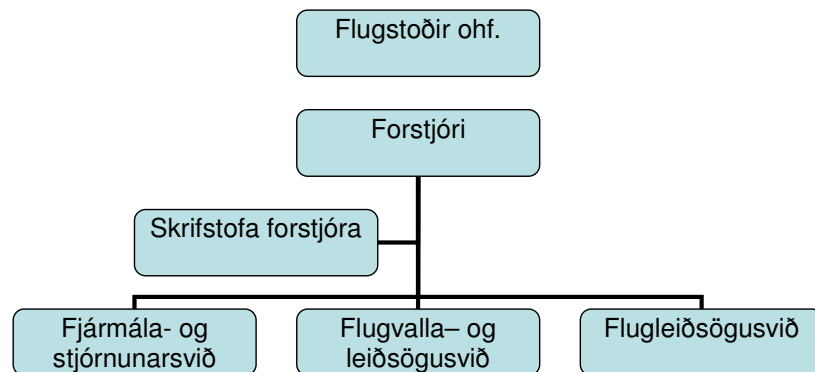 Flugstoðir ohf.
Forstjóri
Skrifstofa forstjóra
Fjármála- og
stjórnunarsvið
Flugvalla– og
leiðsögusvið
Flugleiðsögusvið